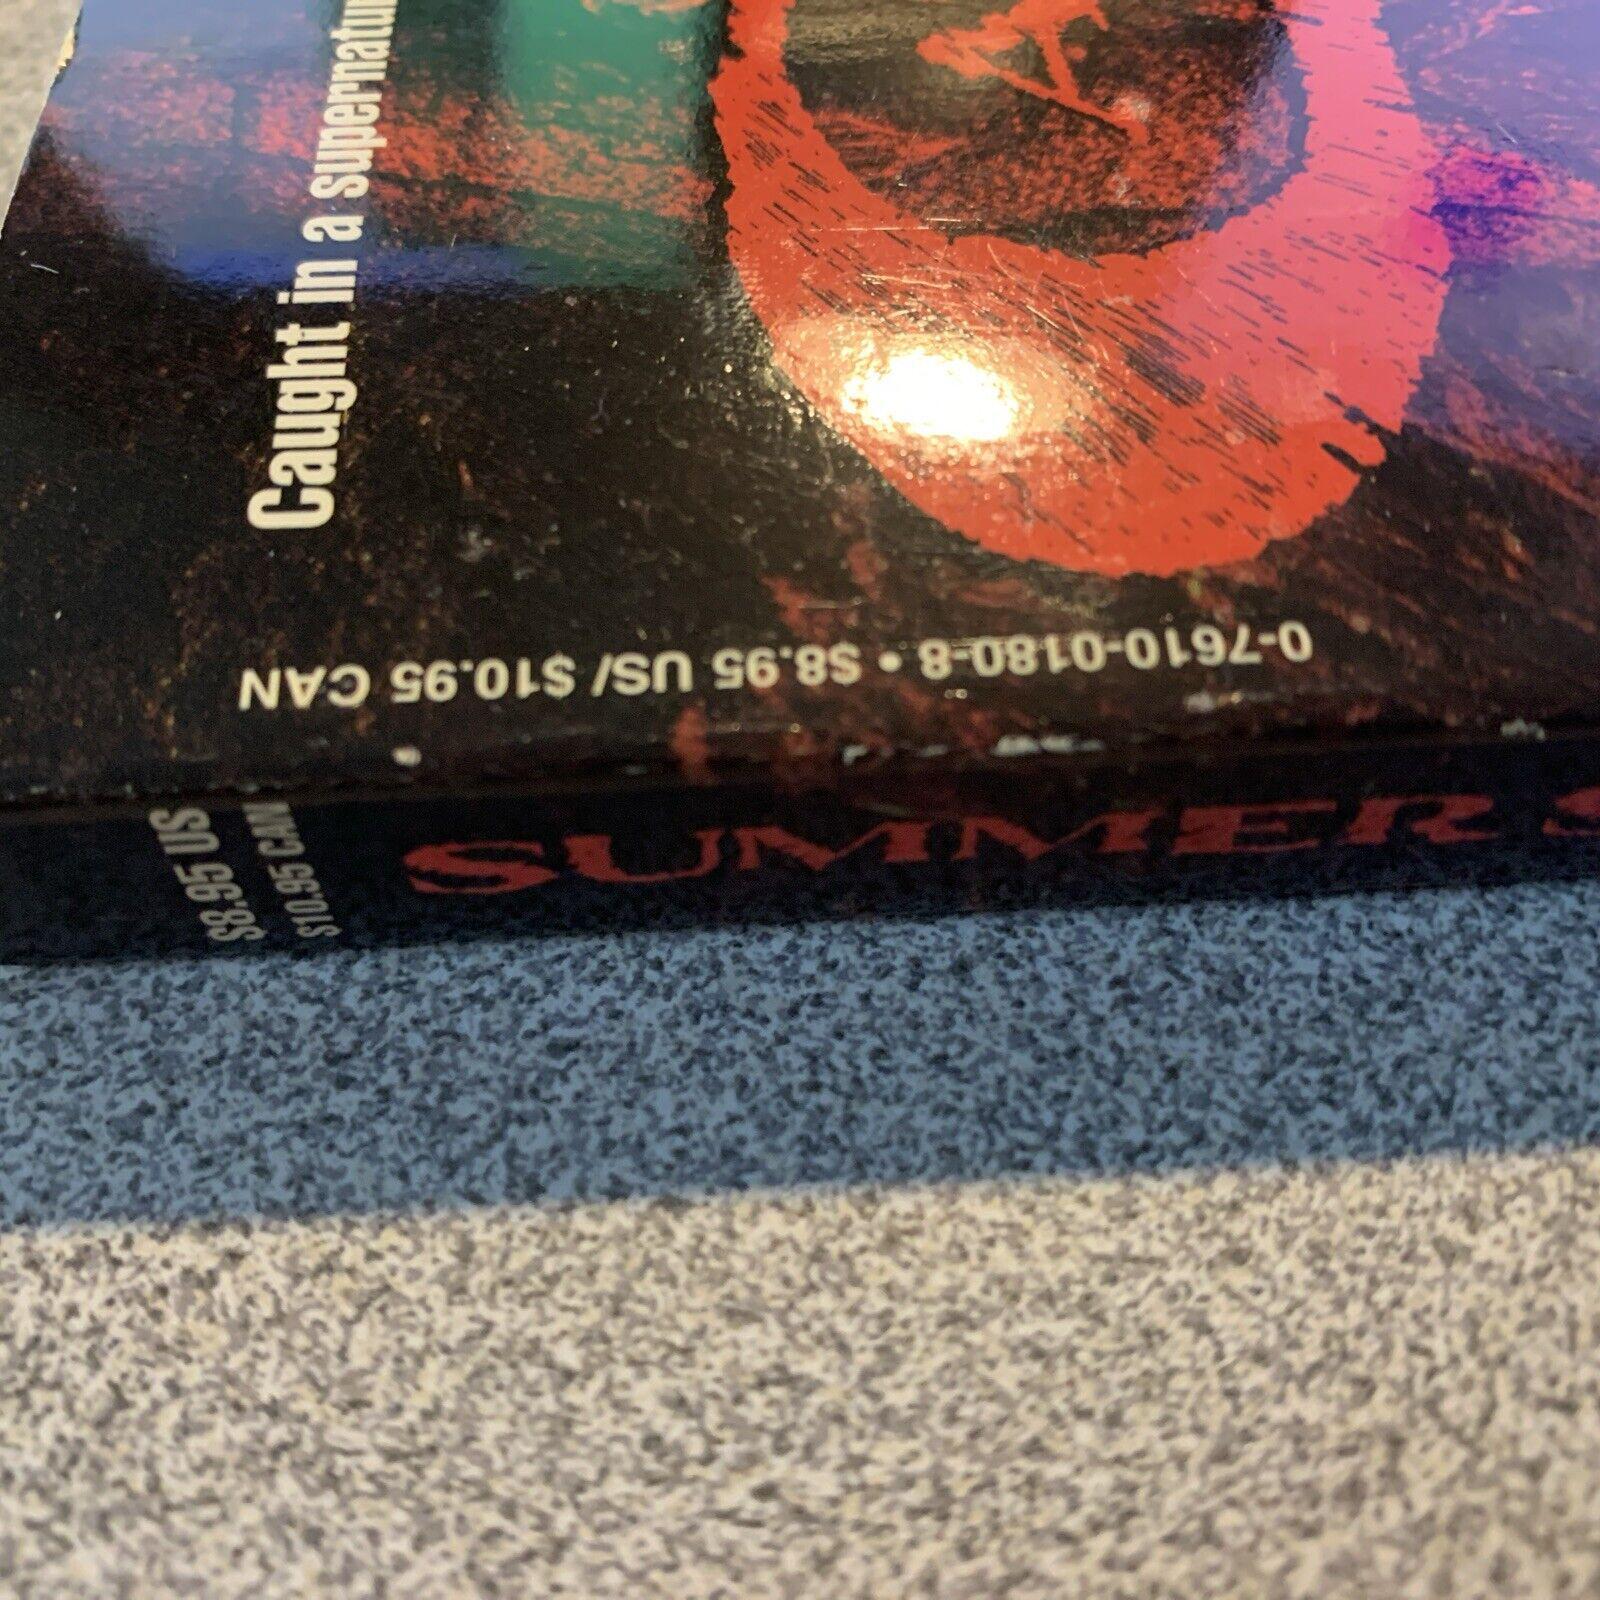 Caught in a supernatur
0-7610-0180-8 • $8.95 US/ $10.95 CAN
$8.95 US
$10.95 CAN
SUMMER S